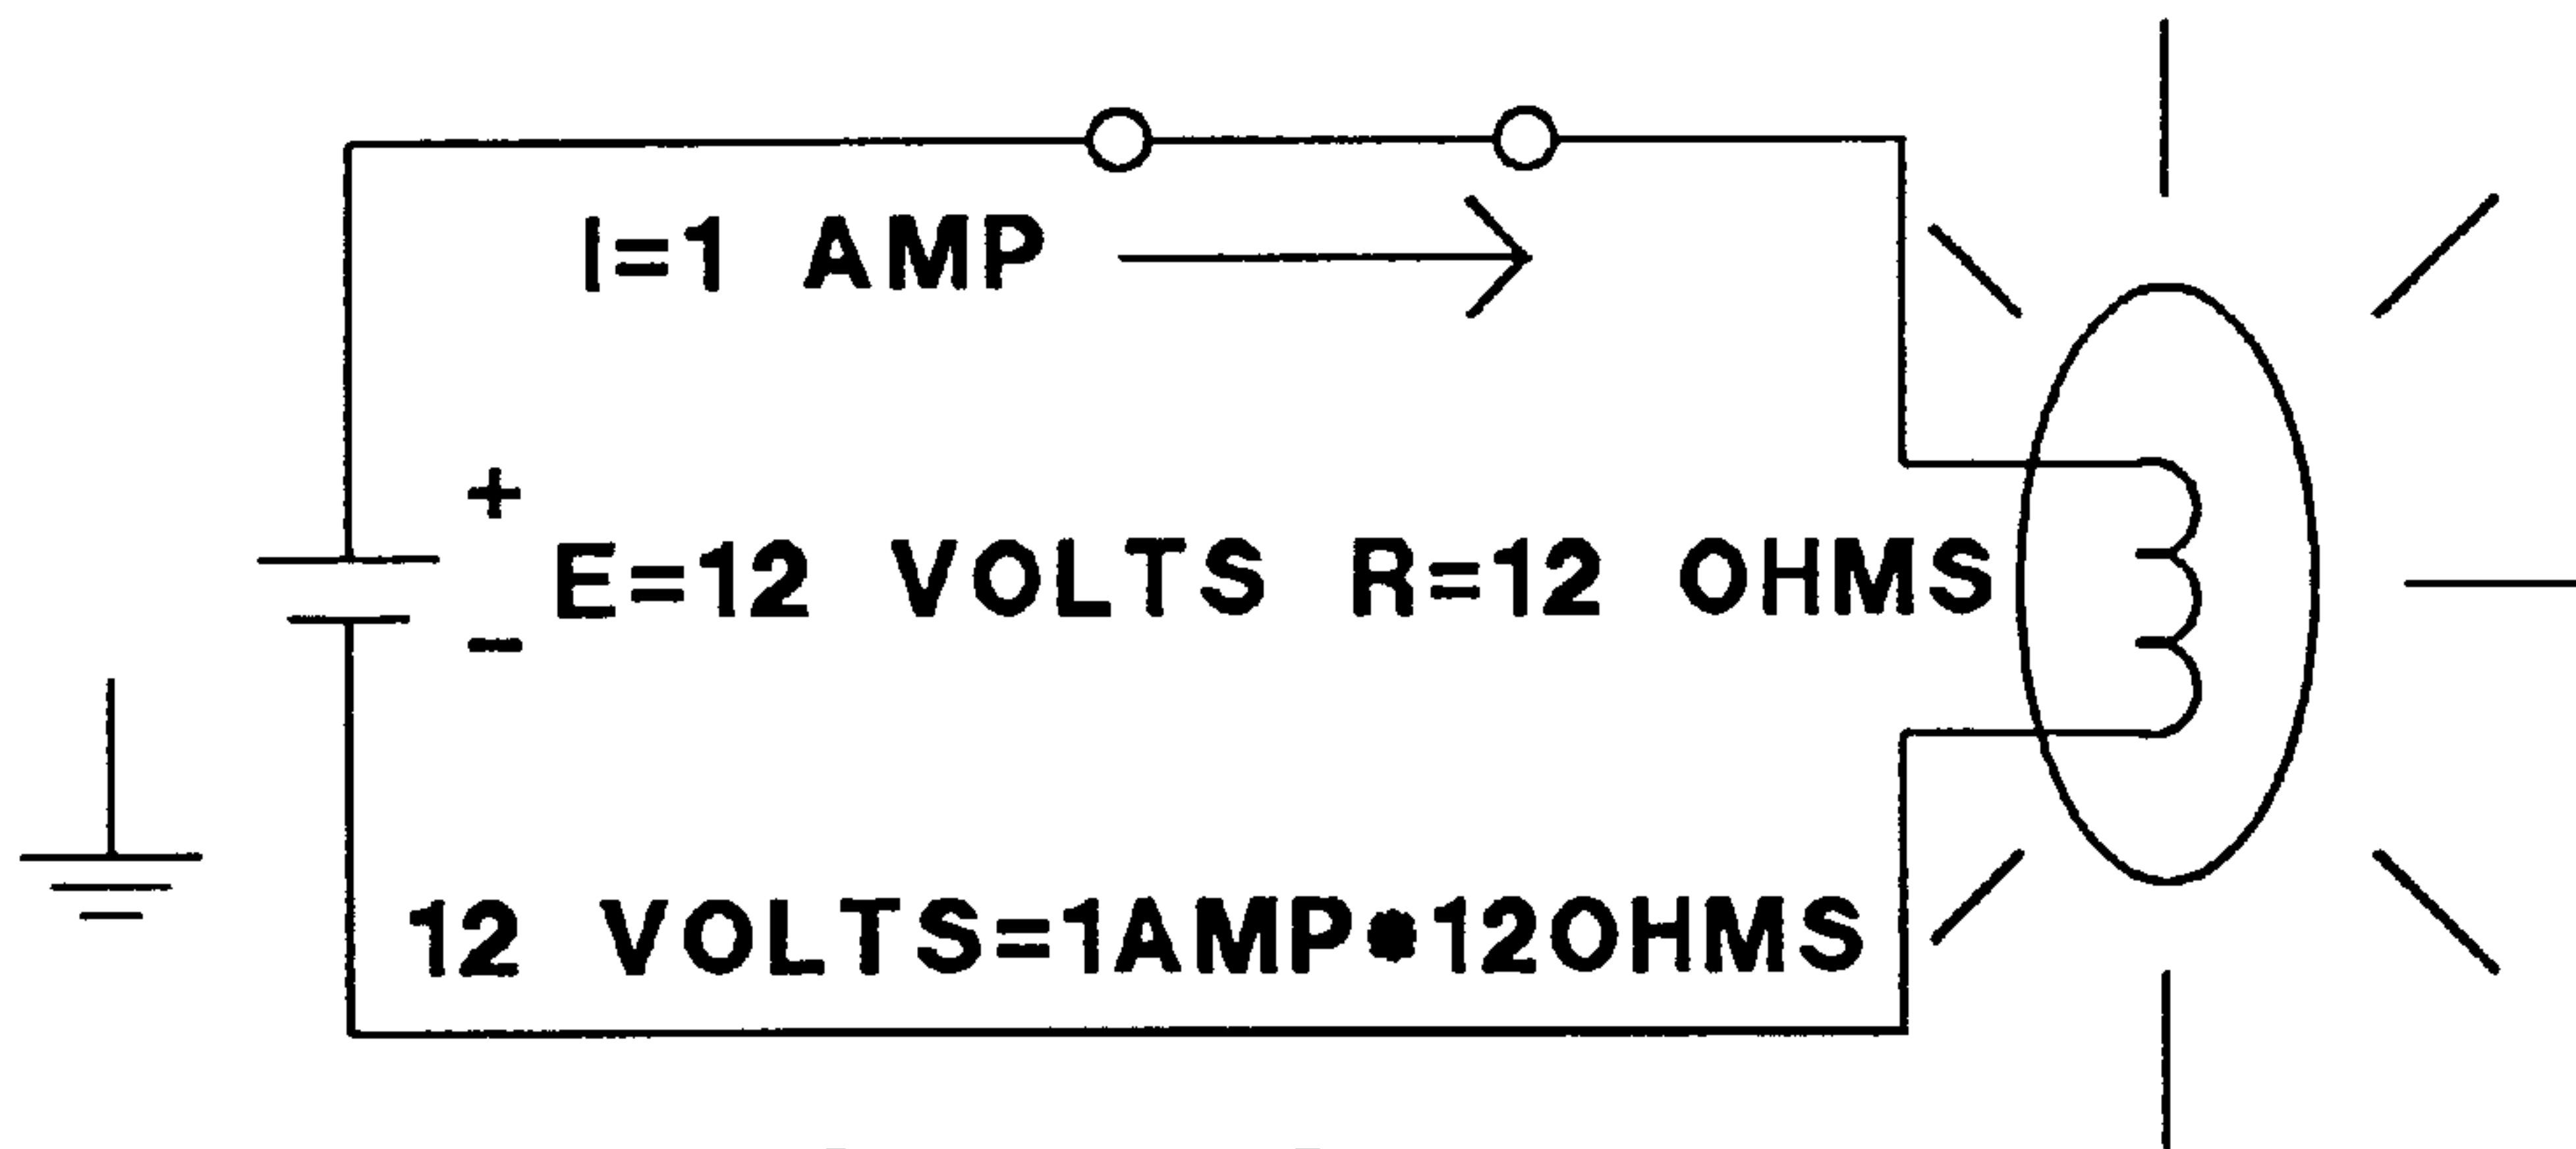 I=1 AMP
+
E=12 VOLTS R=12 OHMS
-
12 VOLTS=1AMP•12OHMS